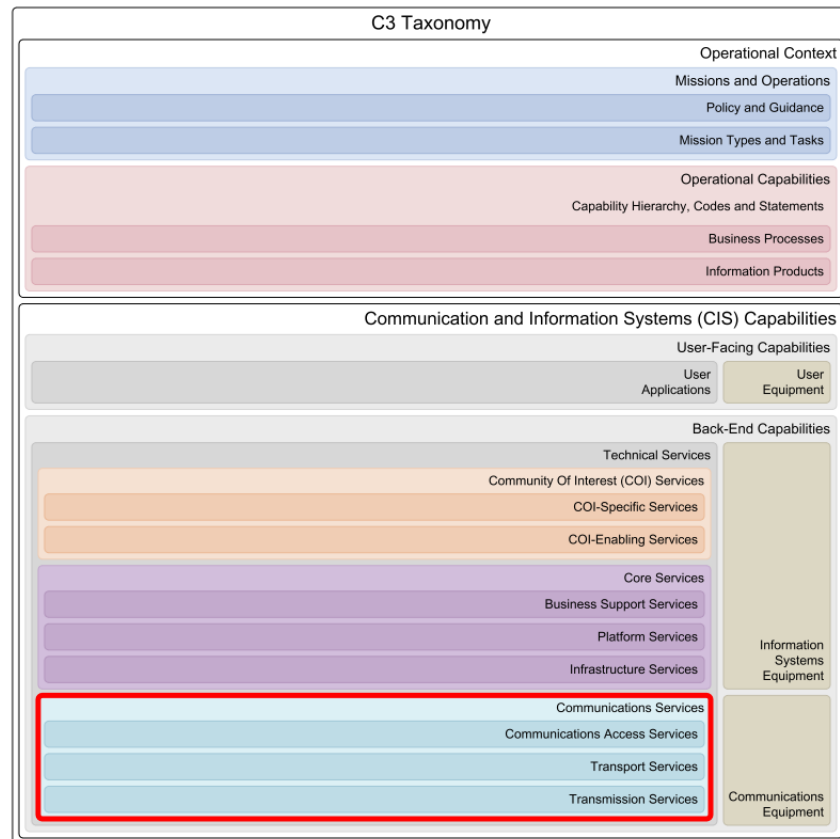 C3 Taxonomy
Operational Context
Missions and Operations
Policy and Guidance
Mission Types and Tasks
Operational Capabilities
Capability Hierarchy, Codes and Statements
Business Processes
Information Products
Communication and Information Systems (CIS) Capabilities
User-Facing Capabilities
User
Applications
User
Equipment
Back-End Capabilities
Technical Services
Community Of Interest (COI) Services
COI-Specific Services
COI-Enabling Services
Core Services
Business Support Services
Platform Services
Infrastructure Services
Information
Systems
Equipment
Communications Services
Communications Access Services
Transport Services
Transmission Services
Communications
Equipment